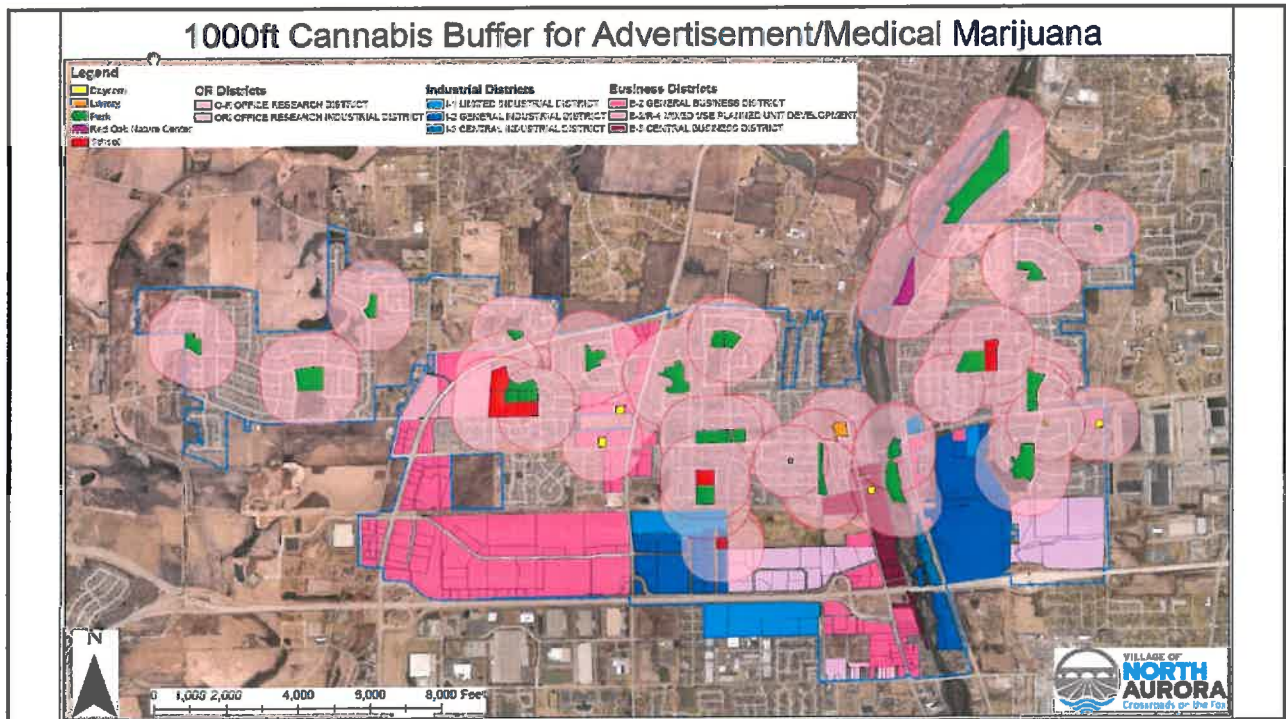 1000ft Cannabis Buffer for Advertisement/Medical Marijuana
Legend
Daycare
Library
Park
Red Oak Nature Center
School
OR Districts
O-R OFFICE RESEARCH DISTRICT
ORI OFFICE RESEARCH INDUSTRIAL DISTRICT
Industrial Districts
I-1 LIMITED INDUSTRIAL DISTRICT
I-2 GENERAL INDUSTRIAL DISTRICT
I-3 CENTRAL INDUSTRIAL DISTRICT
Business Districts
B-2 GENERAL BUSINESS DISTRICT
B-2/R-4 MIXED USE PLANNED UNIT DEVELOPMENT
B-3 CENTRAL BUSINESS DISTRICT
N
0 1,000 2,000 4,000 6,000 8,000 Feet
VILLAGE OF
NORTH
AURORA
Crossroads on the Fox